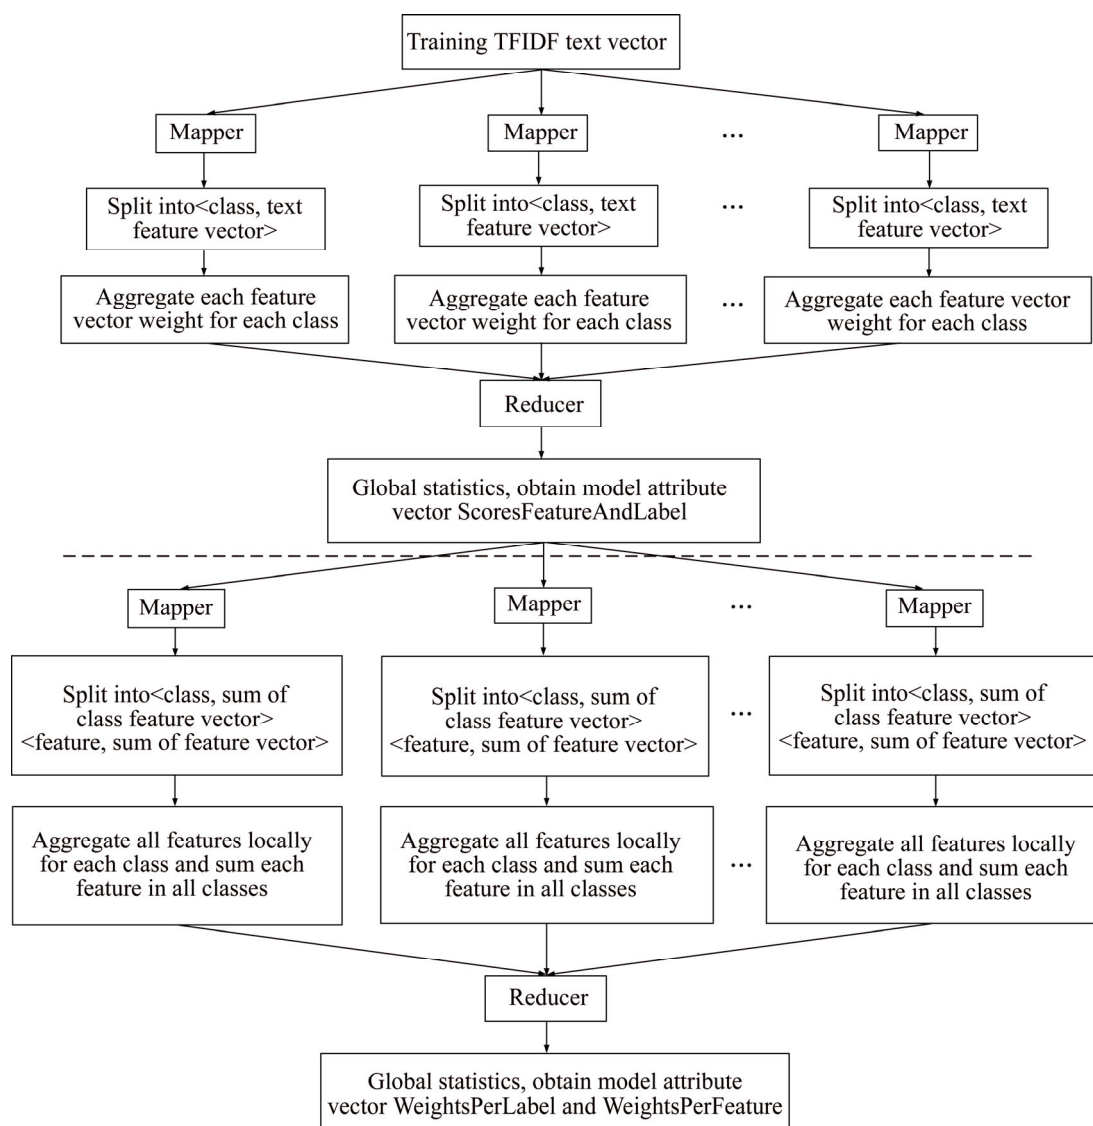 Training TFIDF text vector
Mapper
Mapper
...
Mapper
Split into<class, text
feature vector>
Split into<class, text
feature vector>
...
Split into<class, text
feature vector>
Aggregate each feature
vector weight for each class
Aggregate each feature
vector weight for each class
...
Aggregate each feature vector
weight for each class
Reducer
Global statistics, obtain model attribute
vector ScoresFeatureAndLabel
Mapper
Mapper
...
Mapper
Split into<class, sum of
class feature vector>
<feature, sum of feature vector>
Split into<class, sum of
class feature vector>
<feature, sum of feature vector>
...
Split into<class, sum of
class feature vector>
<feature, sum of feature vector>
Aggregate all features locally
for each class and sum each
feature in all classes
Aggregate all features locally
for each class and sum each
feature in all classes
...
Aggregate all features locally
for each class and sum each
feature in all classes
Reducer
Global statistics, obtain model attribute
vector WeightsPerLabel and WeightsPerFeature